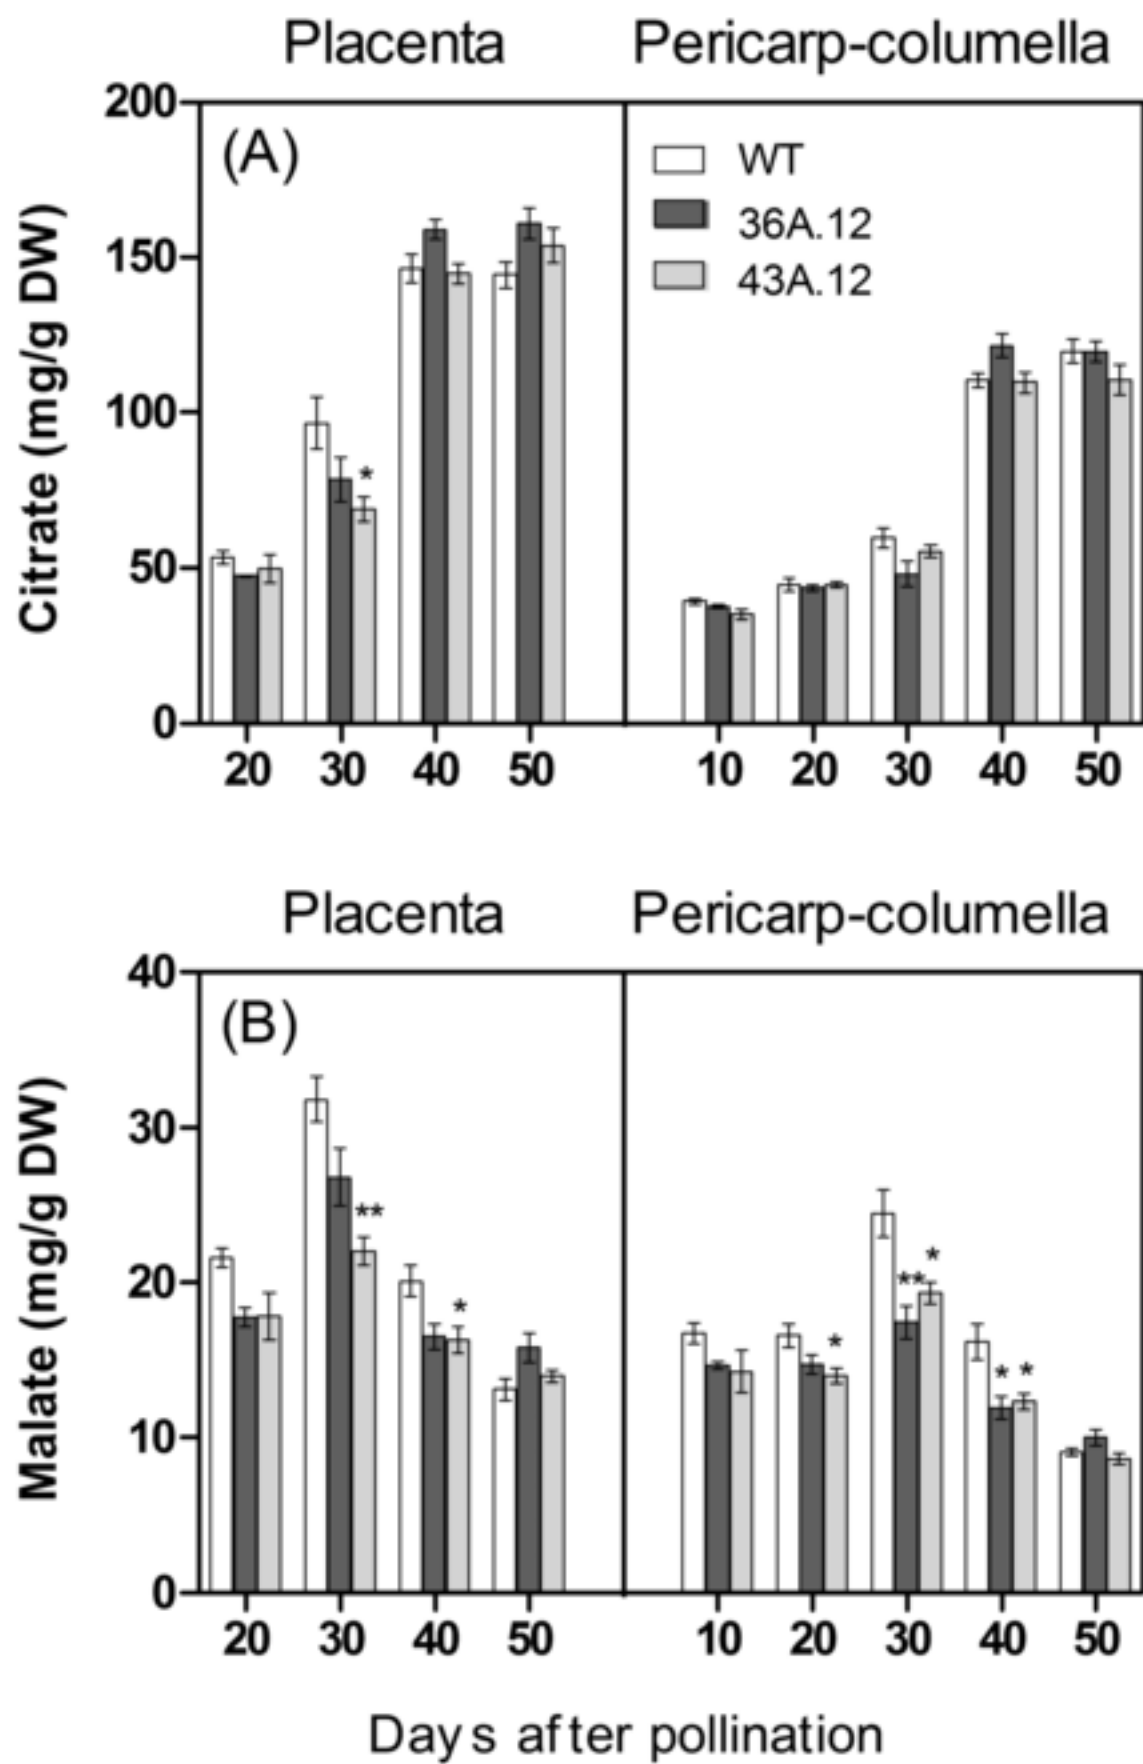 Placenta Pericarp-columella
200
(A)
WT
36A.12
43A.12
150
100
*
50
0
Citrate (mg/g DW)
20 30 40 50 10 20 30 40 50
Placenta Pericarp-columella
40
(B)
30
**
*
20
**
*
*
* *
10
0
Malate (mg/g DW)
20 30 40 50 10 20 30 40 50
Days after pollination